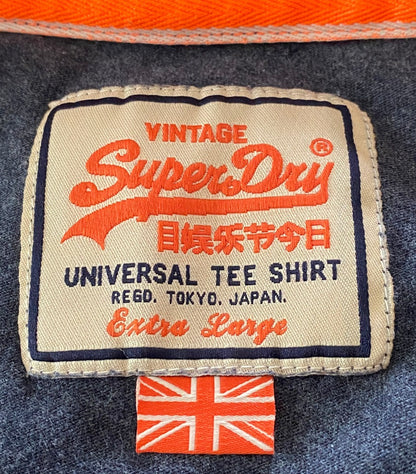 VINTAGE
SuperDry®
目娱乐节今日
UNIVERSAL TEE SHIRT
REGD. TOKYO. JAPAN.
Extra Large